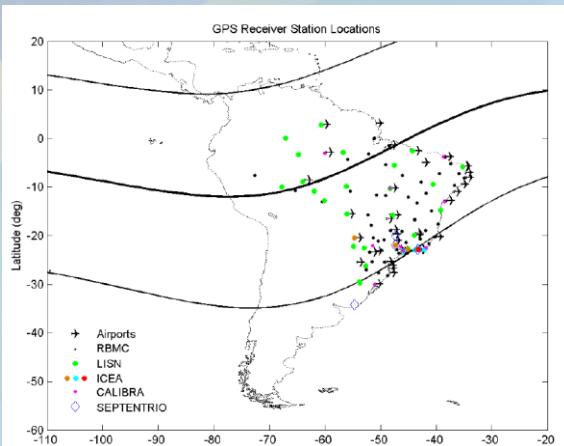 GPS Receiver Station Locations
20
10
0
-10
-20
-30
-40
-50
-60
Latitude (deg)
Airports
RBMC
LISN
ICEA
CALIBRA
SEPTENTRIO
-110
-100
-90
-80
-70
-60
-50
-40
-30
-20